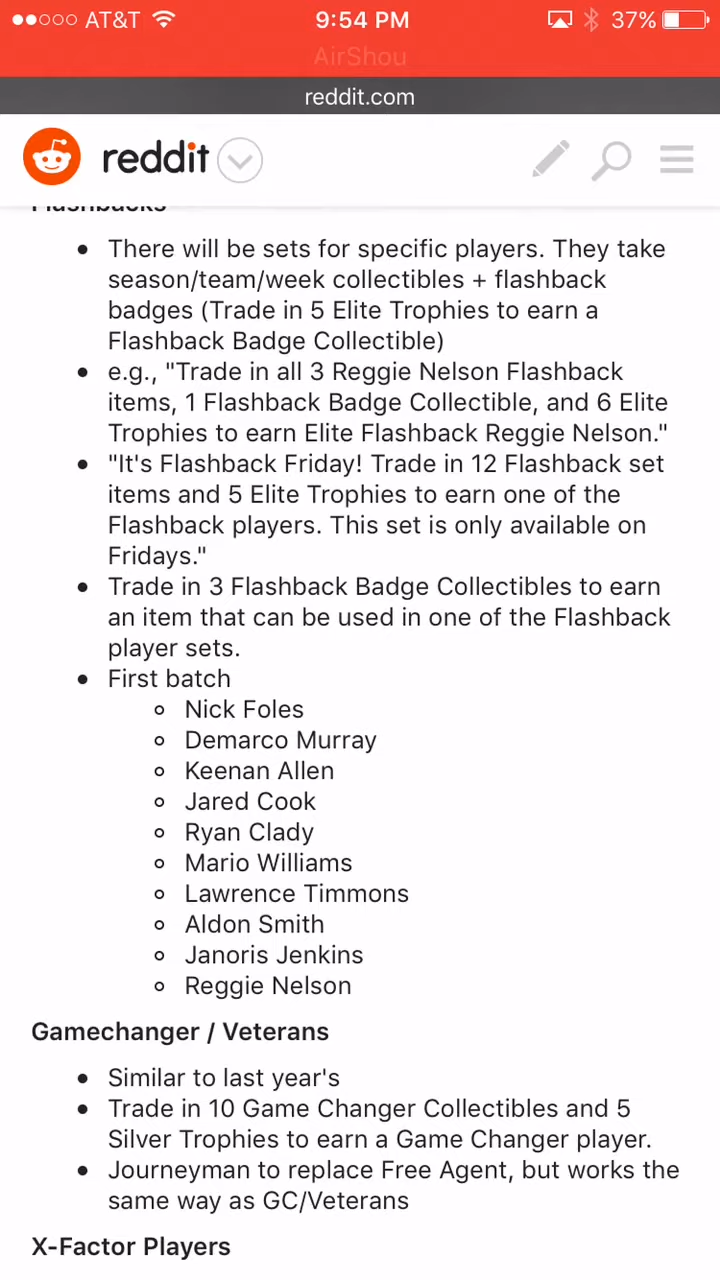 AT&T 9:54 PM 37%
AirShou
reddit.com
reddit
Flashbacks
• There will be sets for specific players. They take
season/team/week collectibles + flashback
badges (Trade in 5 Elite Trophies to earn a
Flashback Badge Collectible)
• e.g., "Trade in all 3 Reggie Nelson Flashback
items, 1 Flashback Badge Collectible, and 6 Elite
Trophies to earn Elite Flashback Reggie Nelson."
• "It's Flashback Friday! Trade in 12 Flashback set
items and 5 Elite Trophies to earn one of the
Flashback players. This set is only available on
Fridays."
• Trade in 3 Flashback Badge Collectibles to earn
an item that can be used in one of the Flashback
player sets.
• First batch
Nick Foles
Demarco Murray
Keenan Allen
Jared Cook
Ryan Clady
Mario Williams
Lawrence Timmons
Aldon Smith
Janoris Jenkins
Reggie Nelson
Gamechanger / Veterans
• Similar to last year's
• Trade in 10 Game Changer Collectibles and 5
Silver Trophies to earn a Game Changer player.
• Journeyman to replace Free Agent, but works the
same way as GC/Veterans
X-Factor Players